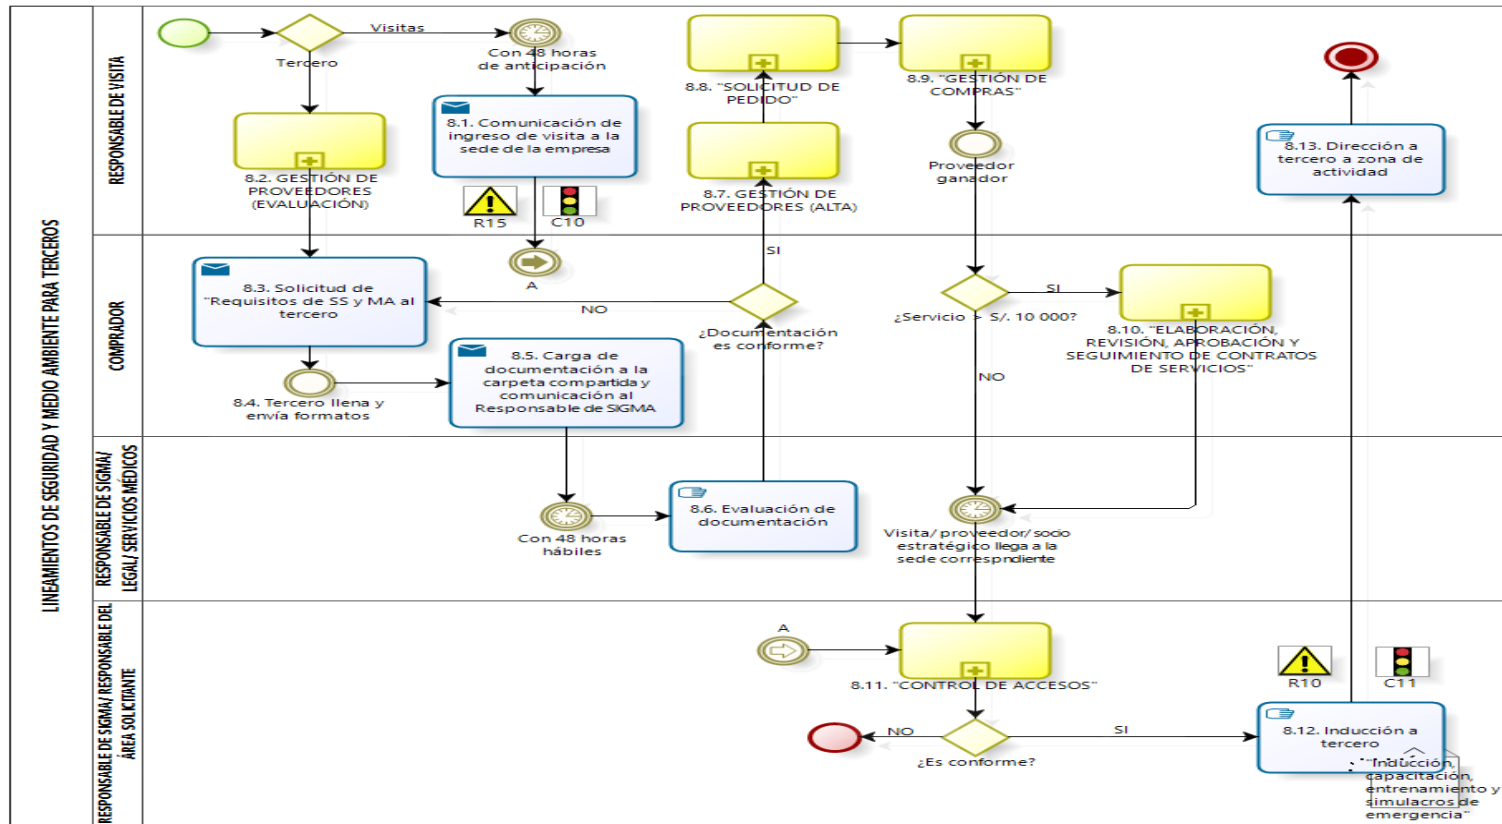 LINEAMIENTOS DE SEGURIDAD Y MEDIO AMBIENTE PARA TERCEROS
RESPONSABLE DE VISITA
Visitas
Tercero
Con 48 horas
de anticipación
8.1. Comunicación de
ingreso de visita a la
sede de la empresa
R15
C10
8.2. GESTIÓN DE
PROVEEDORES
(EVALUACIÓN)
8.8. "SOLICITUD DE
PEDIDO"
8.9. "GESTIÓN DE
COMPRAS"
8.7. GESTIÓN DE
PROVEEDORES (ALTA)
Proveedor
ganador
8.13. Dirección a
tercero a zona de
actividad
COMPRADOR
8.3. Solicitud de
"Requisitos de SS y MA al
tercero
A
NO
SI
¿Documentación
es conforme?
8.4. Tercero llena y
envía formatos
8.5. Carga de
documentación a la
carpeta compartida y
comunicación al
Responsable de SIGMA
¿Servicio > S/. 10 000?
SI
NO
8.10. "ELABORACIÓN,
REVISIÓN, APROBACIÓN Y
SEGUIMIENTO DE CONTRATOS
DE SERVICIOS"
RESPONSABLE DE SIGMA/
LEGAL/ SERVICIOS MÉDICOS
Con 48 horas
hábiles
8.6. Evaluación de
documentación
Visita/ proveedor/socio
estratégico llega a la
sede correspndiente
RESPONSABLE DE SIGMA/ RESPONSABLE DEL
ÁREA SOLICITANTE
A
8.11. "CONTROL DE ACCESOS"
NO
SI
¿Es conforme?
R10
C11
8.12. Inducción a
tercero
"Inducción,
capacitación,
entrenamiento y
simulacros de
emergencia"